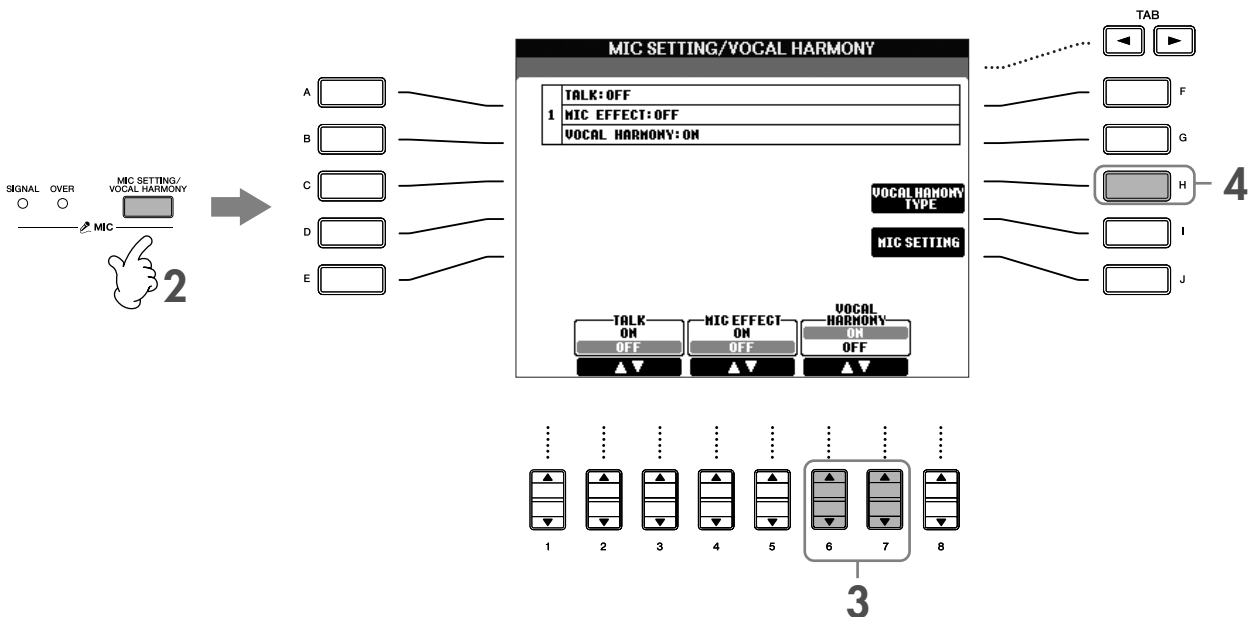 TAB
MIC SETTING/VOCAL HARMONY
A
TALK:OFF
F
1 MIC EFFECT:OFF
VOCAL HARMONY:ON
B
G
SIGNAL OVER
MIC SETTING/
VOCAL HARMONY
MIC
2
C
VOCAL HAMONY
TYPE
H
4
D
MIC SETTING
I
E
J
TALK
ON
OFF
MIC EFFECT
ON
OFF
VOCAL
HARMONY
ON
OFF
1 2 3 4 5 6 7 8
3